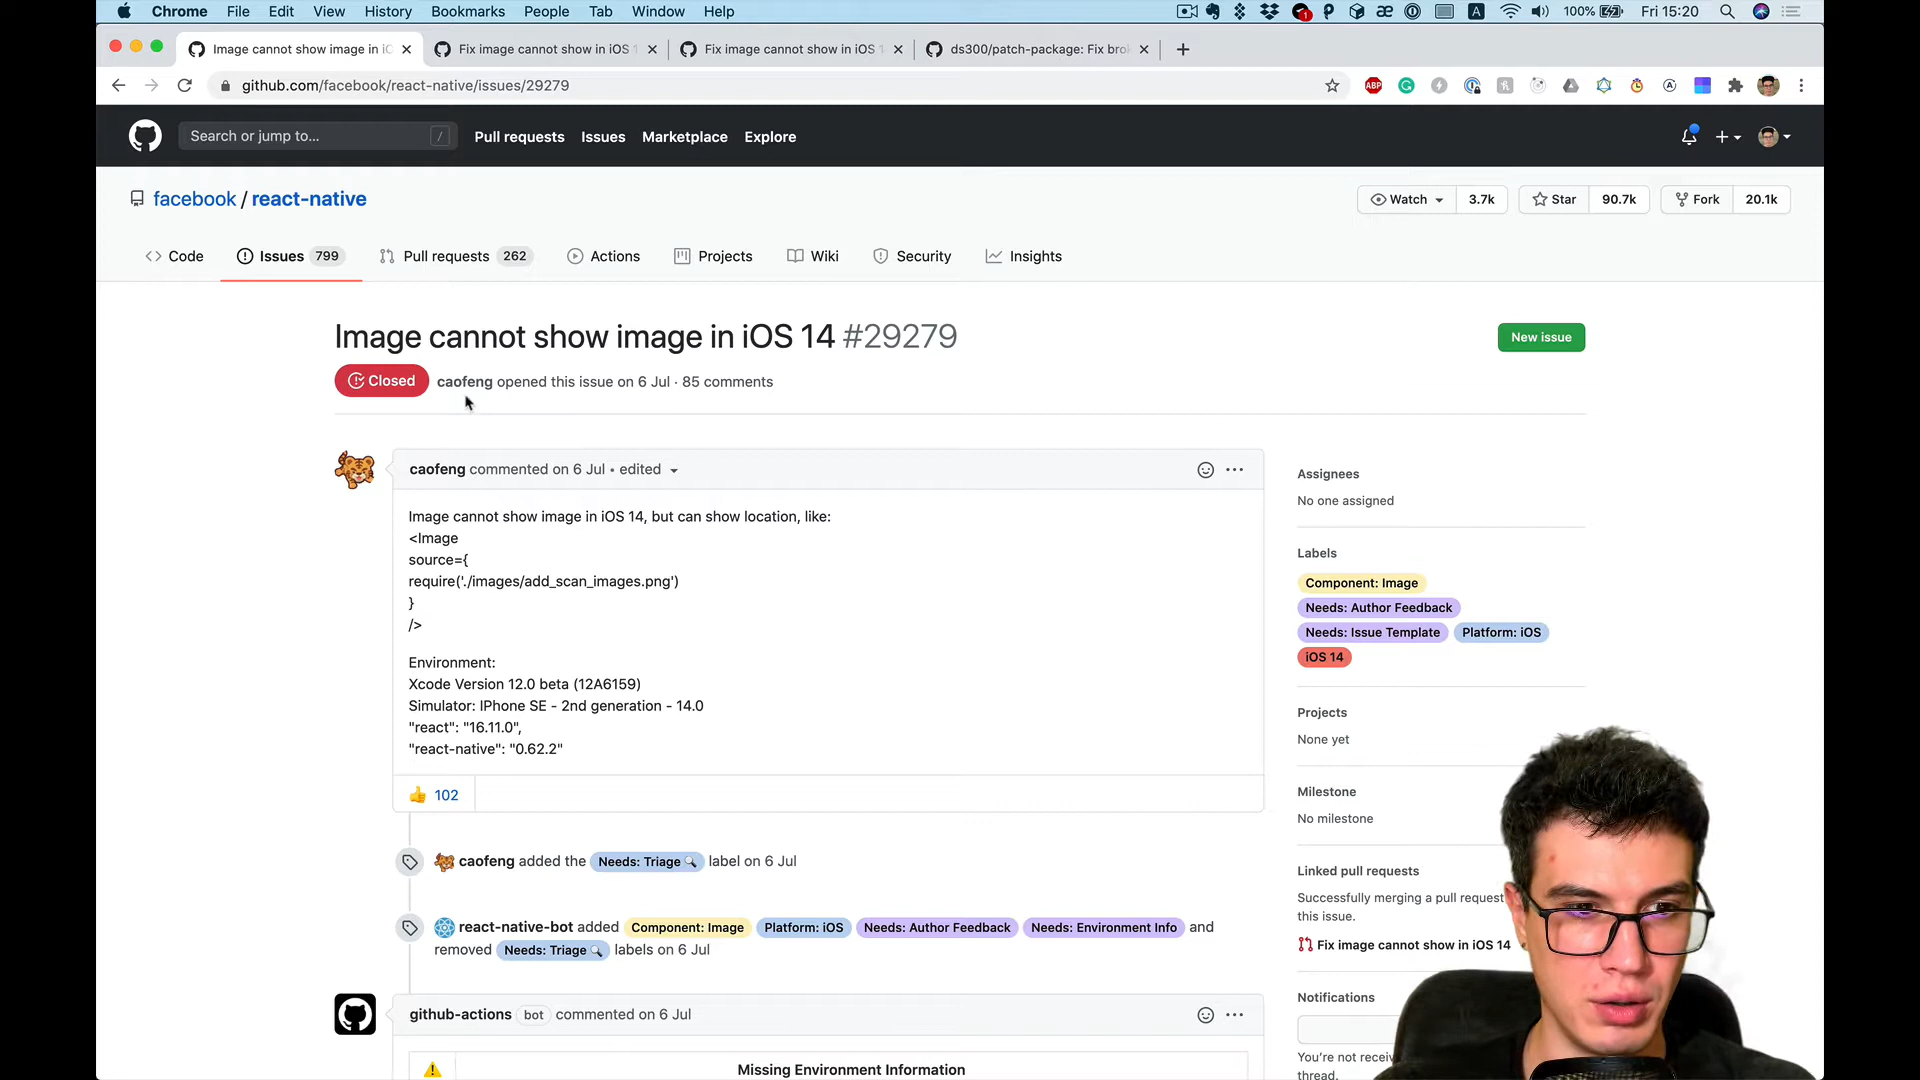 Chrome File Edit View History Bookmarks People Tab Window Help 1 A 100% Fri 15:20
Image cannot show image in iO Fix image cannot show in iOS 1 Fix image cannot show in iOS 1 ds300/patch-package: Fix bro
github.com/facebook/react-native/issues/29279 ABP
Search or jump to... / Pull requests Issues Marketplace Explore
facebook / react-native Watch 3.7k Star 90.7k Fork 20.1k
Code Issues 799 Pull requests 262 Actions Projects Wiki Security Insights
Image cannot show image in iOS 14 #29279 New issue
Closed caofeng opened this issue on 6 Jul · 85 comments
caofeng commented on 6 Jul • edited
Image cannot show image in iOS 14, but can show location, like:
<Image
source={
require('./images/add_scan_images.png')
}
/>
Environment:
Xcode Version 12.0 beta (12A6159)
Simulator: IPhone SE - 2nd generation - 14.0
"react": "16.11.0",
"react-native": "0.62.2"
👍 102
caofeng added the Needs: Triage 🔍 label on 6 Jul
react-native-bot added Component: Image Platform: iOS Needs: Author Feedback Needs: Environment Info and
removed Needs: Triage 🔍 labels on 6 Jul
github-actions bot commented on 6 Jul
⚠️ Missing Environment Information
Assignees
No one assigned
Labels
Component: Image
Needs: Author Feedback
Needs: Issue Template Platform: iOS
iOS 14
Projects
None yet
Milestone
No milestone
Linked pull requests
Successfully merging a pull request
this issue.
Fix image cannot show in iOS 14
Notifications
You're not recei
thread.